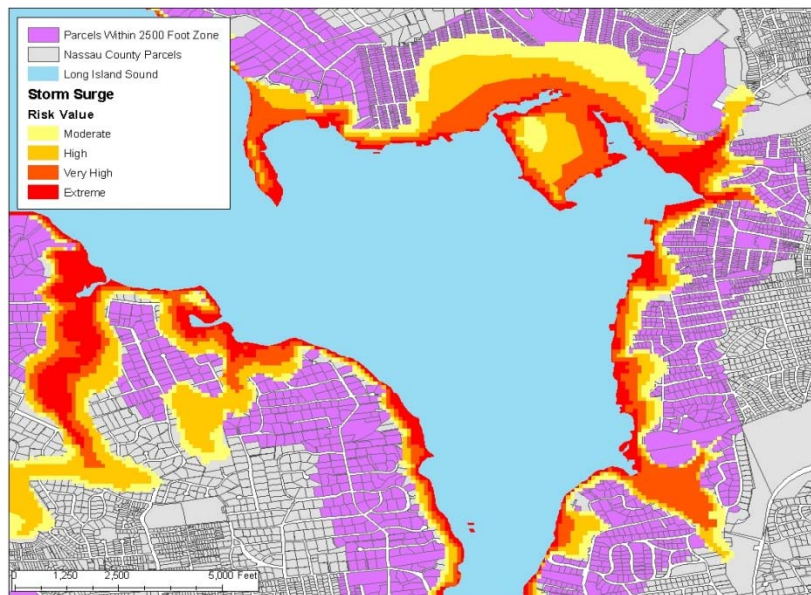 Parcels Within 2500 Foot Zone
Nassau County Parcels
Long Island Sound
Storm Surge
Risk Value
Moderate
High
Very High
Extreme
0 1,250 2,500 5,000 Feet